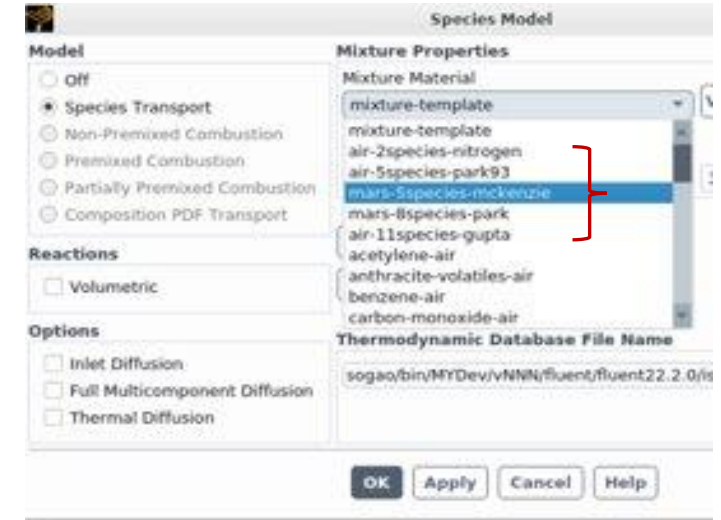 Species Model
Model
Off
Species Transport
Non-Premixed Combustion
Premixed Combustion
Partially Premixed Combustion
Composition PDF Transport
Reactions
Volumetric
Options
Inlet Diffusion
Full Multicomponent Diffusion
Thermal Diffusion
Mixture Properties
Mixture Material
mixture-template
mixture-template
air-2species-nitrogen
air-5species-park93
mars-5species-mckenzie
mars-8species-park
air-11species-gupta
acetylene-air
anthracite-volatiles-air
benzene-air
carbon-monoxide-air
Thermodynamic Database File Name
sogao/bin/MYDev/vNNN/fluent/fluent22.2.0/is
OK Apply Cancel Help